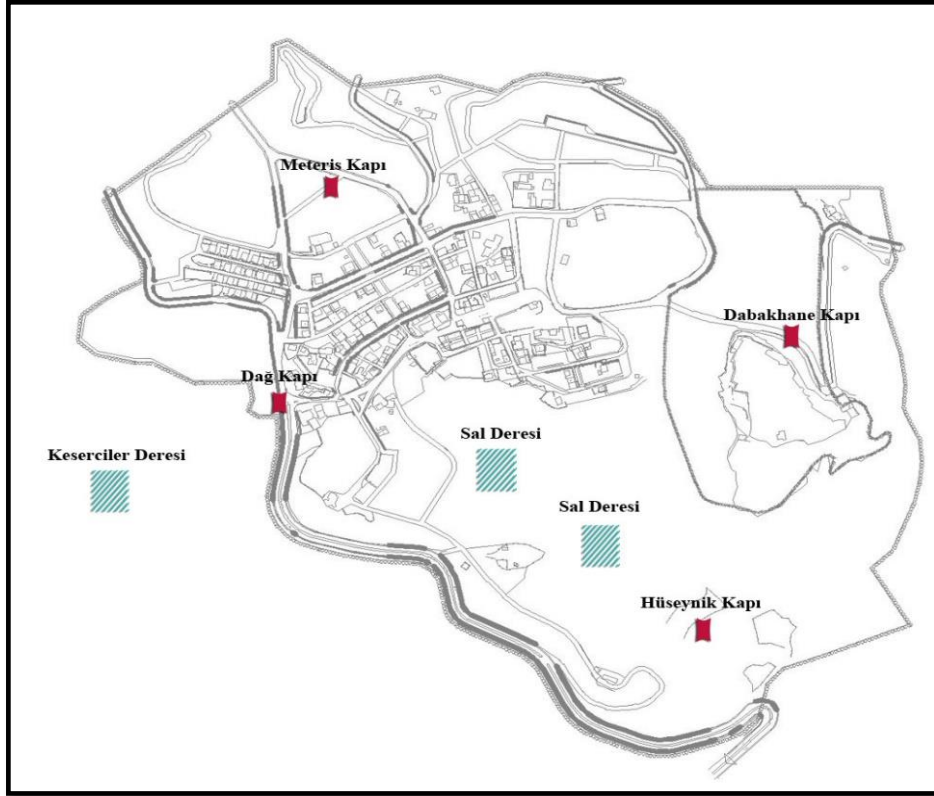 Meteris Kapı
Dabakhane Kapı
Dağ Kapı
Sal Deresi
Keserciler Deresi
Sal Deresi
Hüseynik Kapı